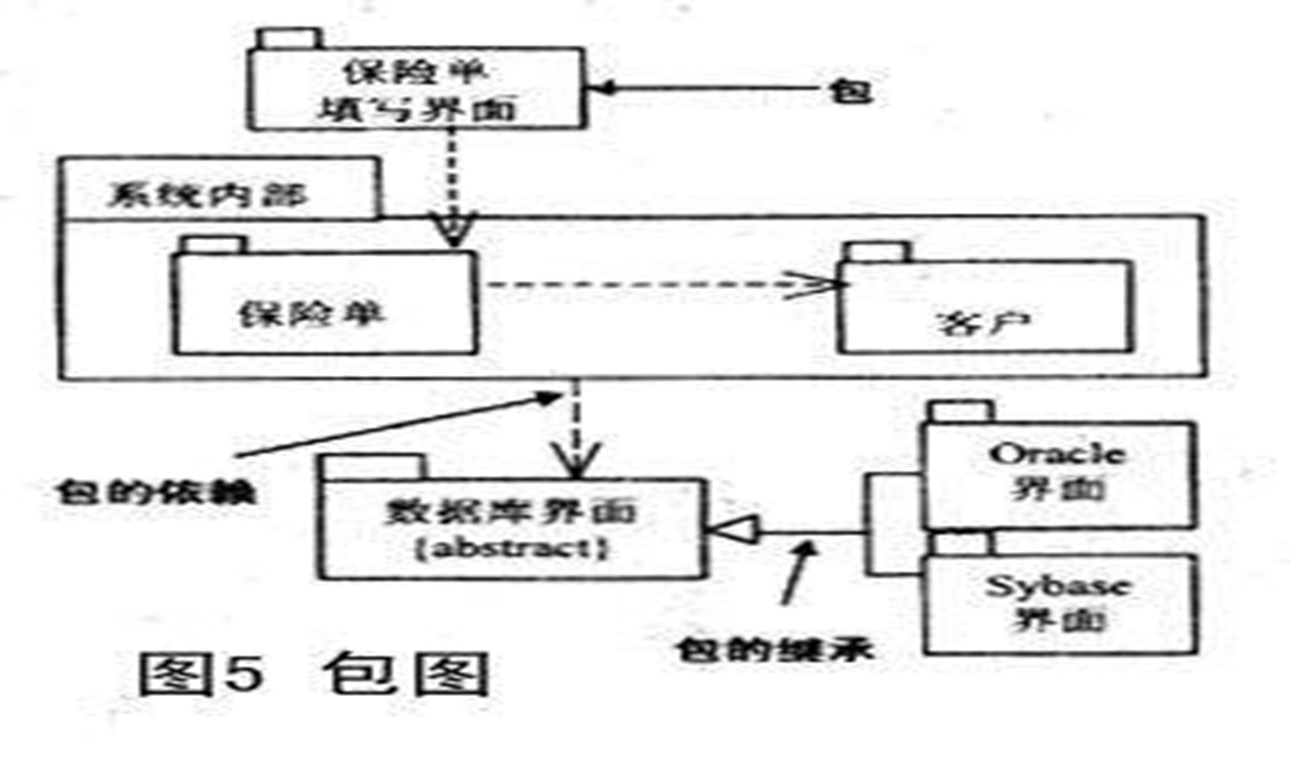 保险单
填写界面
包
系统内部
保险单
客户
包的依赖
数据库界面
{abstract}
Oracle
界面
Sybase
界面
包的继承
图5 包图